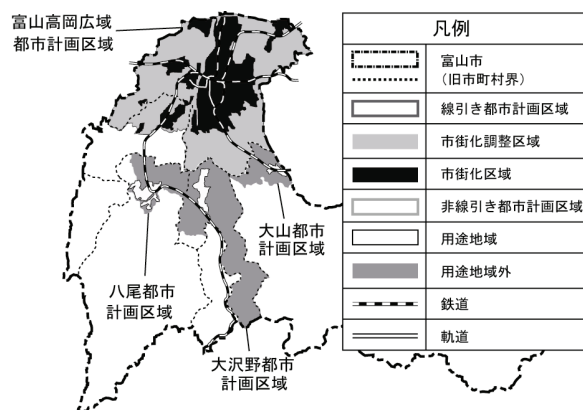 富山高岡広域
都市計画区域
大山都市
計画区域
八尾都市
計画区域
大沢野都市
計画区域
凡例
富山市
（旧市町村界）
線引き都市計画区域
市街化調整区域
市街化区域
非線引き都市計画区域
用途地域
用途地域外
鉄道
軌道